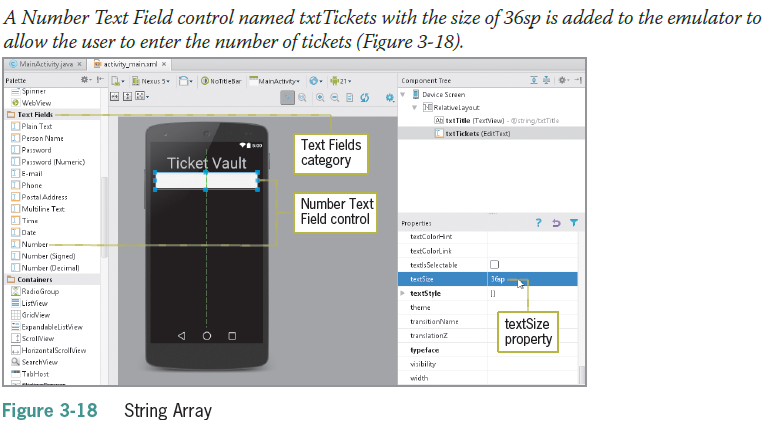 A Number Text Field control named txtTickets with the size of 36sp is added to the emulator to
allow the user to enter the number of tickets (Figure 3-18).
MainActivity.java × activity_main.xml ×
Palette
Nexus 5 NoTitleBar MainActivity 21
Component Tree
Spinner
WebView
Text Fields
Plain Text
Person Name
Password
Password (Numeric)
E-mail
Phone
Postal Address
Multiline Text
Time
Date
Number
Number (Signed)
Number (Decimal)
Containers
RadioGroup
ListView
GridView
ExpandableListView
ScrollView
HorizontalScrollView
SearchView
TabHost
Device Screen
RelativeLayout
Ab txtTitle (TextView) - @string/txtTitle
txtTickets (EditText)
5:00
Ticket Vault
Text Fields
category
Number Text
Field control
Properties
?
textColorHint
textColorLink
textIsSelectable
textSize 36sp
textStyle []
theme
transitionName
translationZ
typeface
visibility
width
textSize
property
Figure 3-18 String Array